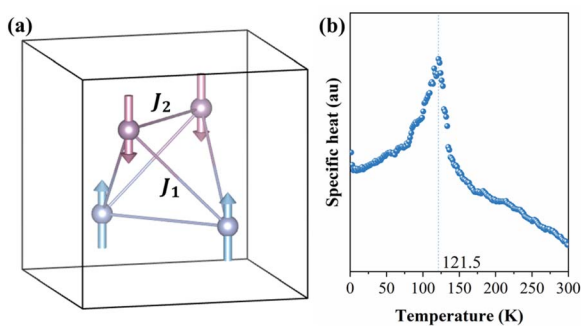 (a)
J2
J1
(b)
Specific heat (au)
121.5
0 50 100 150 200 250 300
Temperature (K)